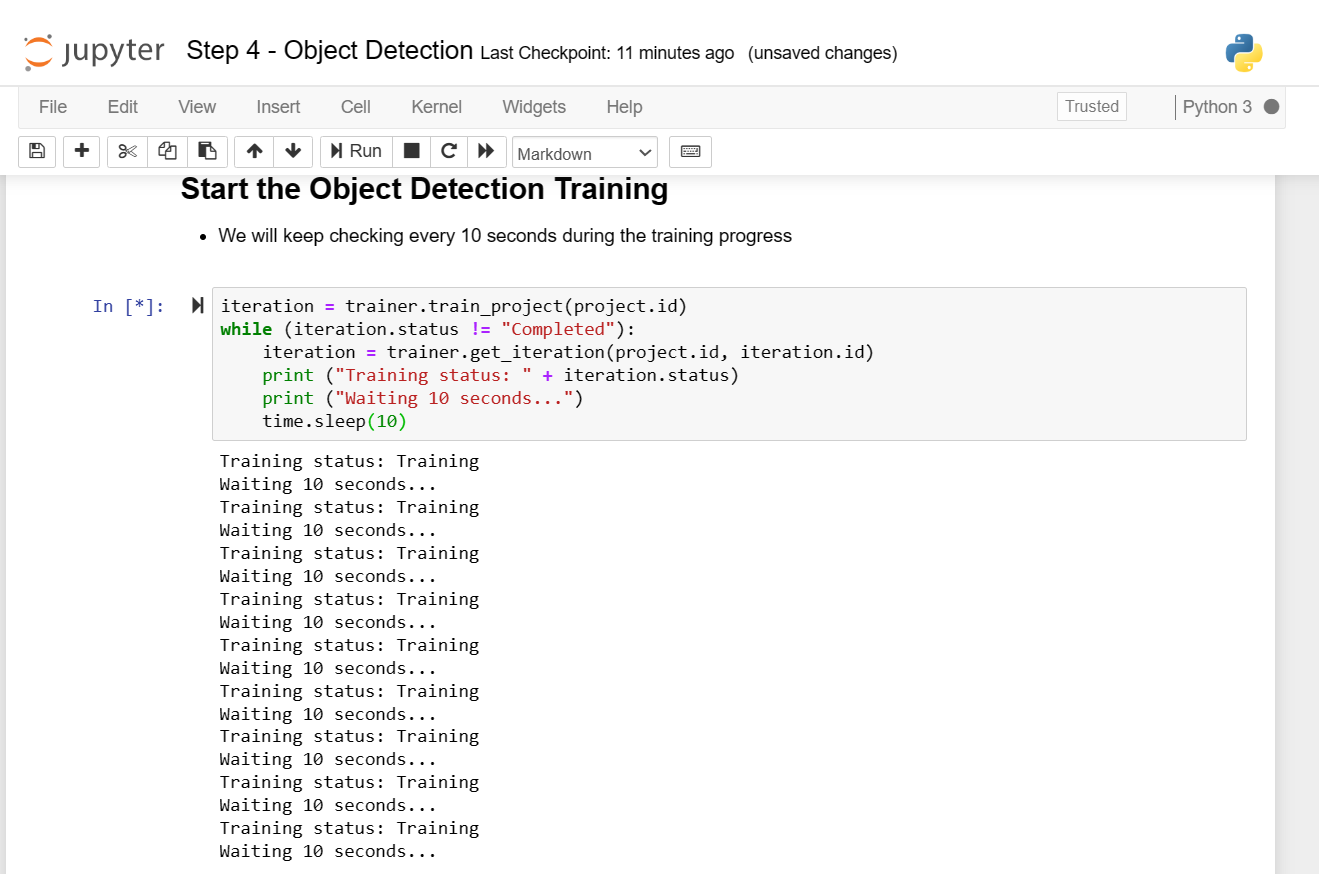 jupyter Step 4 - Object Detection Last Checkpoint: 11 minutes ago (unsaved changes)
File Edit View Insert Cell Kernel Widgets Help Trusted Python 3
Run Markdown
Start the Object Detection Training
• We will keep checking every 10 seconds during the training progress
In [*]: iteration = trainer.train_project(project.id)
while (iteration.status != "Completed"):
    iteration = trainer.get_iteration(project.id, iteration.id)
    print ("Training status: " + iteration.status)
    print ("Waiting 10 seconds...")
    time.sleep(10)
Training status: Training
Waiting 10 seconds...
Training status: Training
Waiting 10 seconds...
Training status: Training
Waiting 10 seconds...
Training status: Training
Waiting 10 seconds...
Training status: Training
Waiting 10 seconds...
Training status: Training
Waiting 10 seconds...
Training status: Training
Waiting 10 seconds...
Training status: Training
Waiting 10 seconds...
Training status: Training
Waiting 10 seconds...